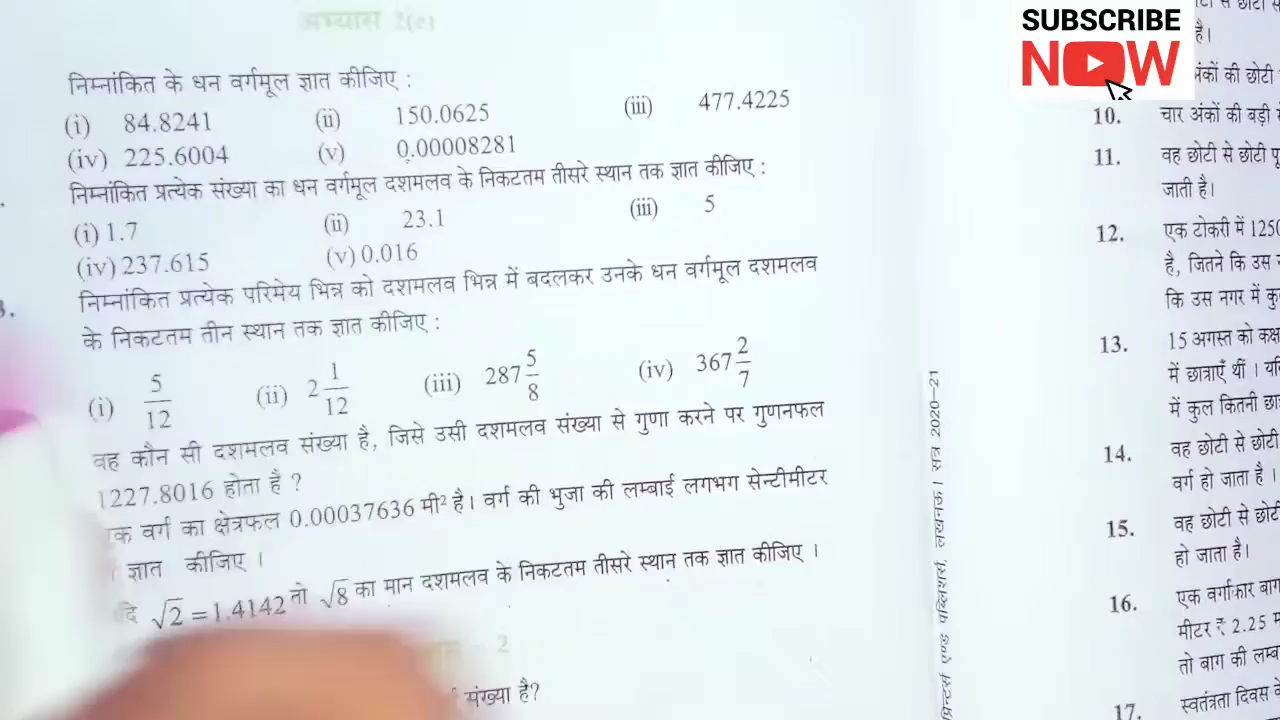 अभ्यास 2(e)
निम्नांकित के धन वर्गमूल ज्ञात कीजिए :
(i) 84.8241 (ii) 150.0625 (iii) 477.4225
(iv) 225.6004 (v) 0.00008281
निम्नांकित प्रत्येक संख्या का धन वर्गमूल दशमलव के निकटतम तीसरे स्थान तक ज्ञात कीजिए :
(i) 1.7 (ii) 23.1 (iii) 5
(iv) 237.615 (v) 0.016
निम्नांकित प्रत्येक परिमेय भिन्न को दशमलव भिन्न में बदलकर उनके धन वर्गमूल दशमलव
के निकटतम तीन स्थान तक ज्ञात कीजिए :
(i) 5/12 (ii) 2 1/12 (iii) 287 5/8 (iv) 367 2/7
वह कौन सी दशमलव संख्या है, जिसे उसी दशमलव संख्या से गुणा करने पर गुणनफल
1227.8016 होता है ?
वर्ग का क्षेत्रफल 0.00037636 मी² है। वर्ग की भुजा की लम्बाई लगभग सेन्टीमीटर
ज्ञात कीजिए ।
√2 = 1.4142 तो √8 का मान दशमलव के निकटतम तीसरे स्थान तक ज्ञात कीजिए ।
2
संख्या है?
सत्र 2020–21
SUBSCRIBE
NOW
है।
अंकों की छोटी
10. चार अंकों की बड़ी
11. वह छोटी से छोटी
जाती है।
12. एक टोकरी में 1250
है, जितने कि उस
कि उस नगर में
13. 15 अगस्त को
में छात्राएँ थीं ।
में कुल कितनी
14. वह छोटी से छोटी
वर्ग हो जाता है ।
15. वह छोटी से छोटी
हो जाता है।
16. एक वर्गाकार बाग
मीटर ₹ 2.25
तो बाग की
17. स्वतंत्रता दिवस